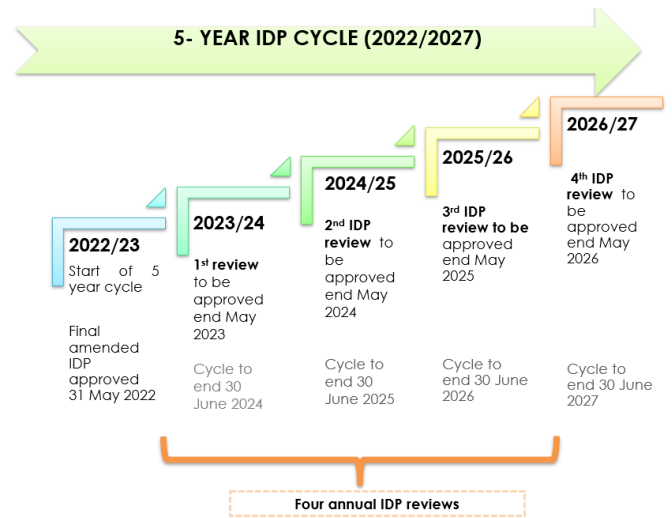 5- YEAR IDP CYCLE (2022/2027)
2022/23
Start of 5
year cycle
Final
amended
IDP
approved
31 May 2022
2023/24
1st review
to be
approved
end May
2023
Cycle to
end 30
June 2024
2024/25
2nd IDP
review to
be
approved
end May
2024
Cycle to
end 30
June 2025
2025/26
3rd IDP
review to be
approved
end May
2025
Cycle to
end 30 June
2026
2026/27
4th IDP
review to
be
approved
end May
2026
Cycle to
end 30 June
2027
Four annual IDP reviews